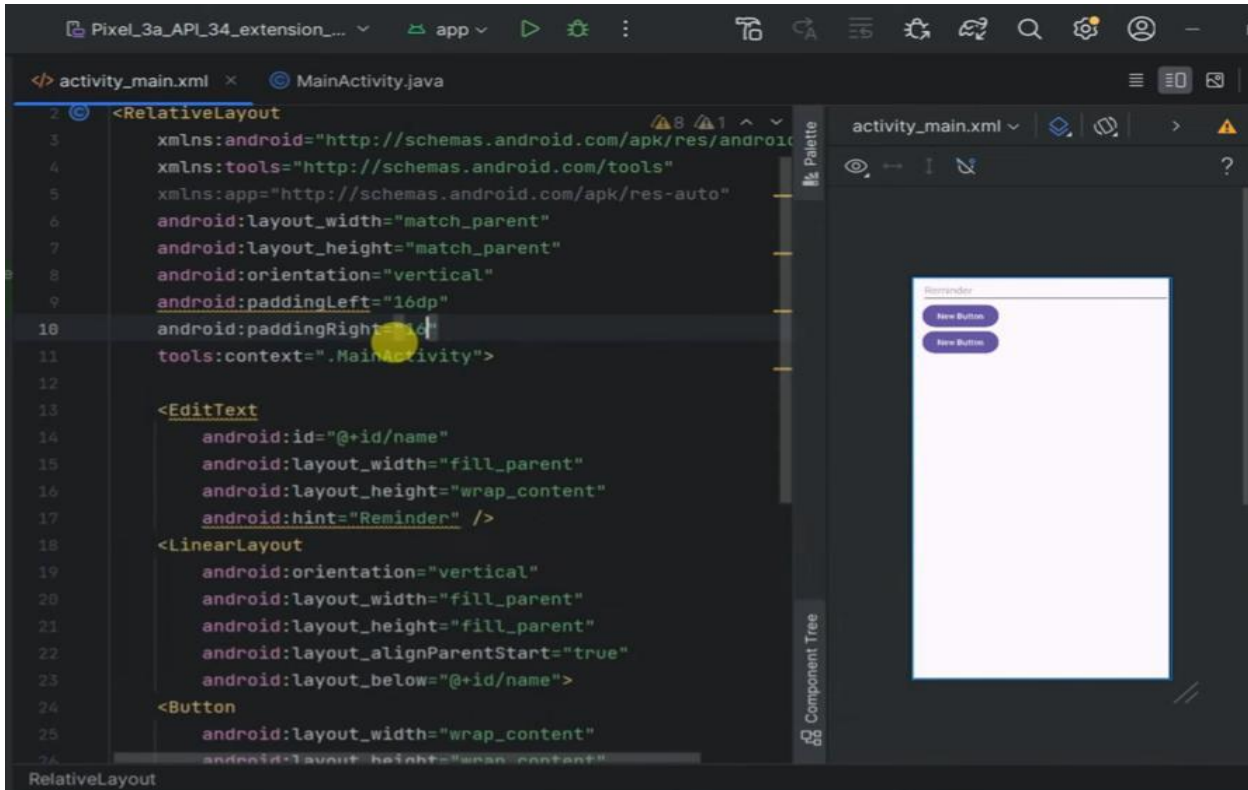 Pixel_3a_API_34_extension_... app
activity_main.xml MainActivity.java
2 <RelativeLayout 8 1
3 xmlns:android="http://schemas.android.com/apk/res/android
4 xmlns:tools="http://schemas.android.com/tools"
5 xmlns:app="http://schemas.android.com/apk/res-auto"
6 android:layout_width="match_parent"
7 android:layout_height="match_parent"
8 android:orientation="vertical"
9 android:paddingLeft="16dp"
10 android:paddingRight="16"
11 tools:context=".MainActivity">
12
13 <EditText
14 android:id="@+id/name"
15 android:layout_width="fill_parent"
16 android:layout_height="wrap_content"
17 android:hint="Reminder" />
18 <LinearLayout
19 android:orientation="vertical"
20 android:layout_width="fill_parent"
21 android:layout_height="fill_parent"
22 android:layout_alignParentStart="true"
23 android:layout_below="@+id/name">
24 <Button
25 android:layout_width="wrap_content"
26 android:layout_height="wrap_content"
RelativeLayout
Palette
Component Tree
activity_main.xml
?
Reminder
New Button
New Button